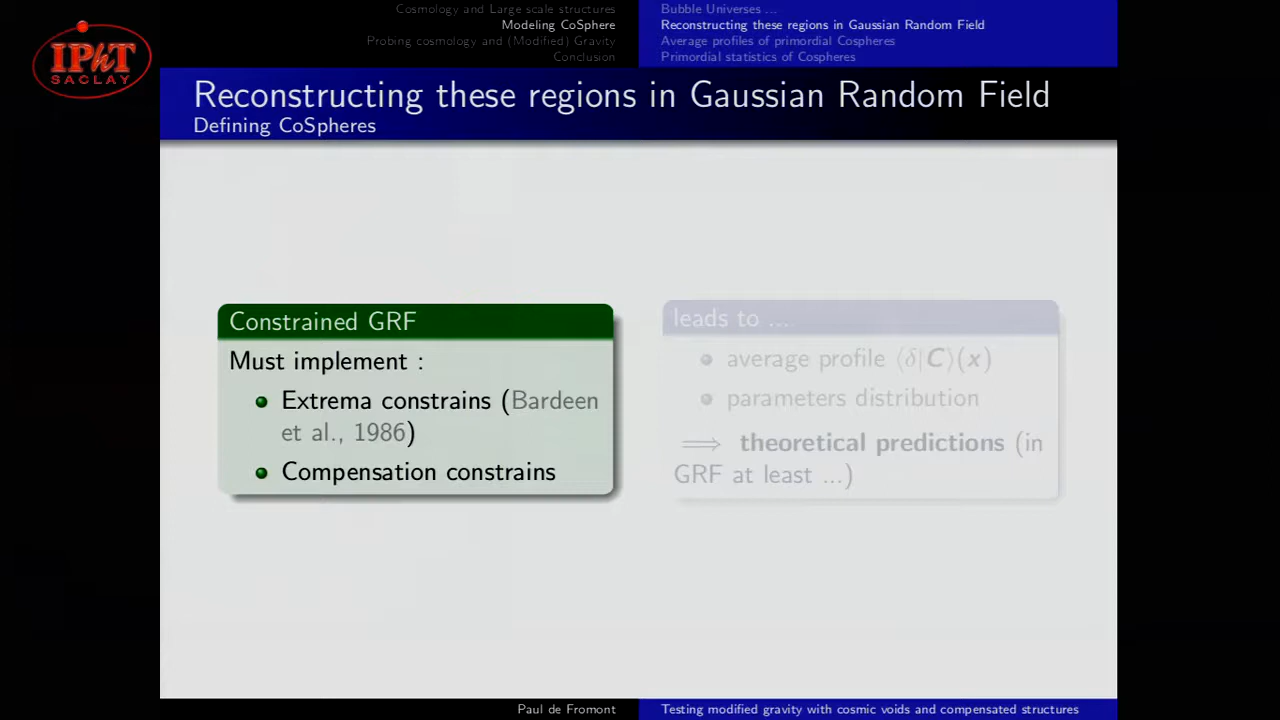 IPhT
SACLAY
Cosmology and Large scale structures
Modeling CoSphere
Probing cosmology and (Modified) Gravity
Conclusion
Bubble Universes ...
Reconstructing these regions in Gaussian Random Field
Average profiles of primordial Cospheres
Primordial statistics of Cospheres
Reconstructing these regions in Gaussian Random Field
Defining CoSpheres
Constrained GRF
Must implement :
Extrema constrains (Bardeen
et al., 1986)
Compensation constrains
leads to ....
average profile ⟨δ|C⟩(x)
parameters distribution
⟹ theoretical predictions (in
GRF at least ...)
Paul de Fromont
Testing modified gravity with cosmic voids and compensated structures